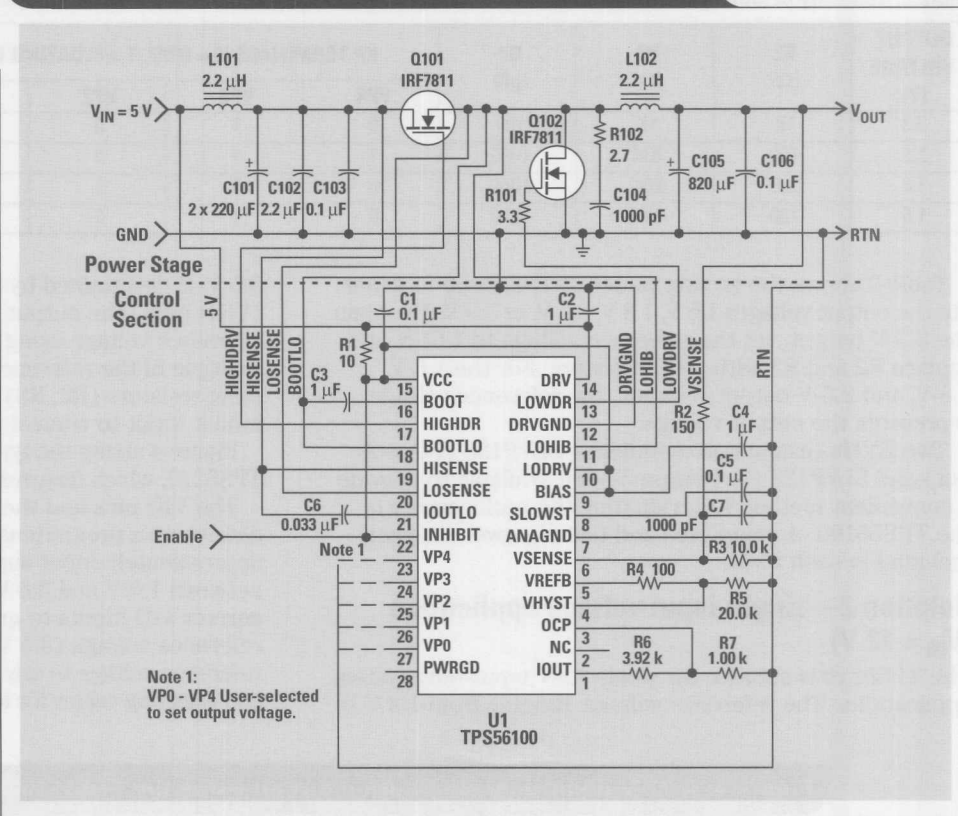 L101
2.2 µH
Q101
IRF7811
L102
2.2 µH
V_IN = 5 V
V_OUT
Q102
IRF7811
R102
2.7
C101
2 x 220 µF
C102
2.2 µF
C103
0.1 µF
R101
3.3
C104
1000 pF
C105
820 µF
C106
0.1 µF
GND
RTN
Power Stage
Control
Section
5 V
HIGHDRV
HISENSE
LOSENSE
BOOTLO
C1
0.1 µF
C2
1 µF
DRVGND
LOHIB
LOWDRV
VSENSE
RTN
R1
10
C3
1 µF
R2
150
C4
1 µF
C5
0.1 µF
C6
0.033 µF
C7
1000 pF
Enable
Note 1
R3 10.0 k
R4 100
R5
20.0 k
R6
3.92 k
R7
1.00 k
15 VCC
16 BOOT
17 HIGHDR
18 BOOTLO
19 HISENSE
20 LOSENSE
21 IOUTLO
22 INHIBIT
23 VP4
24 VP3
25 VP2
26 VP1
27 VP0
28 PWRGD
DRV 14
LOWDR 13
DRVGND 12
LOHIB 11
LODRV 10
BIAS 9
SLOWST 8
ANAGND 7
VSENSE 6
VREFB 5
VHYST 4
OCP 3
NC 2
IOUT 1
Note 1:
VP0 - VP4 User-selected
to set output voltage.
U1
TPS56100